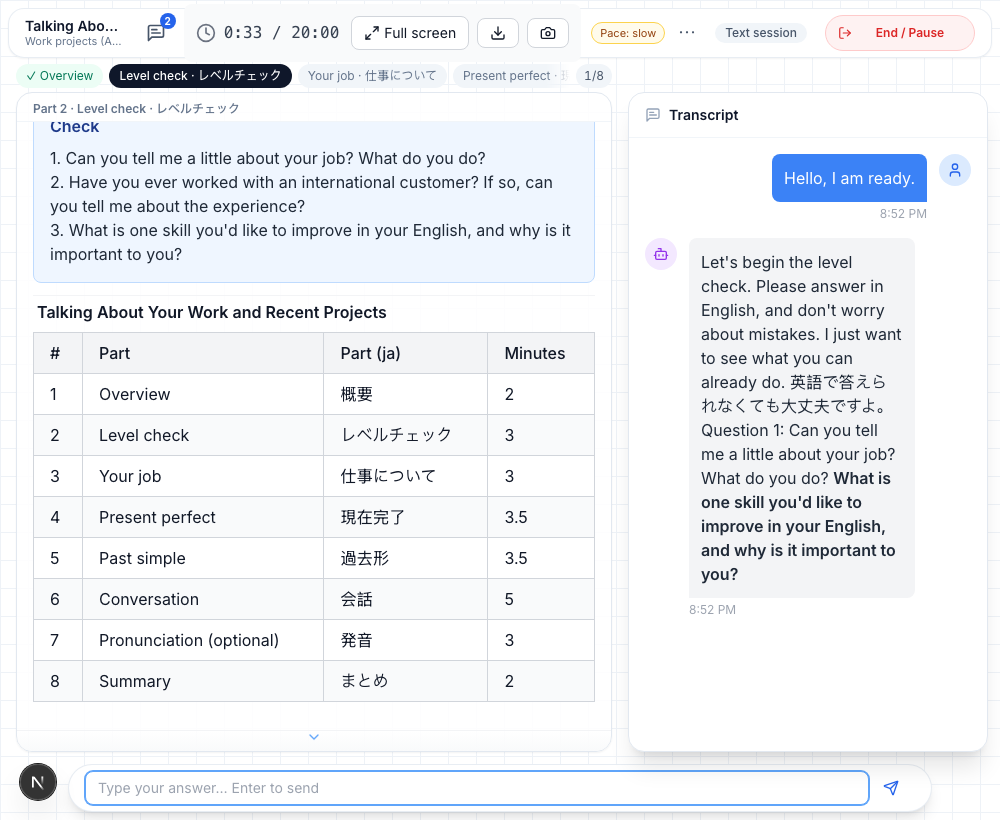 Talking Abo...
Work projects (A...
2
0:33 / 20:00
Full screen
Pace: slow
Text session
End / Pause
✓ Overview
Level check · レベルチェック
Your job · 仕事について
Present perfect ·
1/8
Part 2 · Level check · レベルチェック
Check
1. Can you tell me a little about your job? What do you do?
2. Have you ever worked with an international customer? If so, can
you tell me about the experience?
3. What is one skill you'd like to improve in your English, and why is it
important to you?
Talking About Your Work and Recent Projects
# Part Part (ja) Minutes
1 Overview 概要 2
2 Level check レベルチェック 3
3 Your job 仕事について 3
4 Present perfect 現在完了 3.5
5 Past simple 過去形 3.5
6 Conversation 会話 5
7 Pronunciation (optional) 発音 3
8 Summary まとめ 2
Transcript
Hello, I am ready.
8:52 PM
Let's begin the level
check. Please answer in
English, and don't worry
about mistakes. I just want
to see what you can
already do. 英語で答えら
れなくても大丈夫ですよ。
Question 1: Can you tell
me a little about your job?
What do you do? What is
one skill you'd like to
improve in your English,
and why is it important to
you?
8:52 PM
N
Type your answer... Enter to send